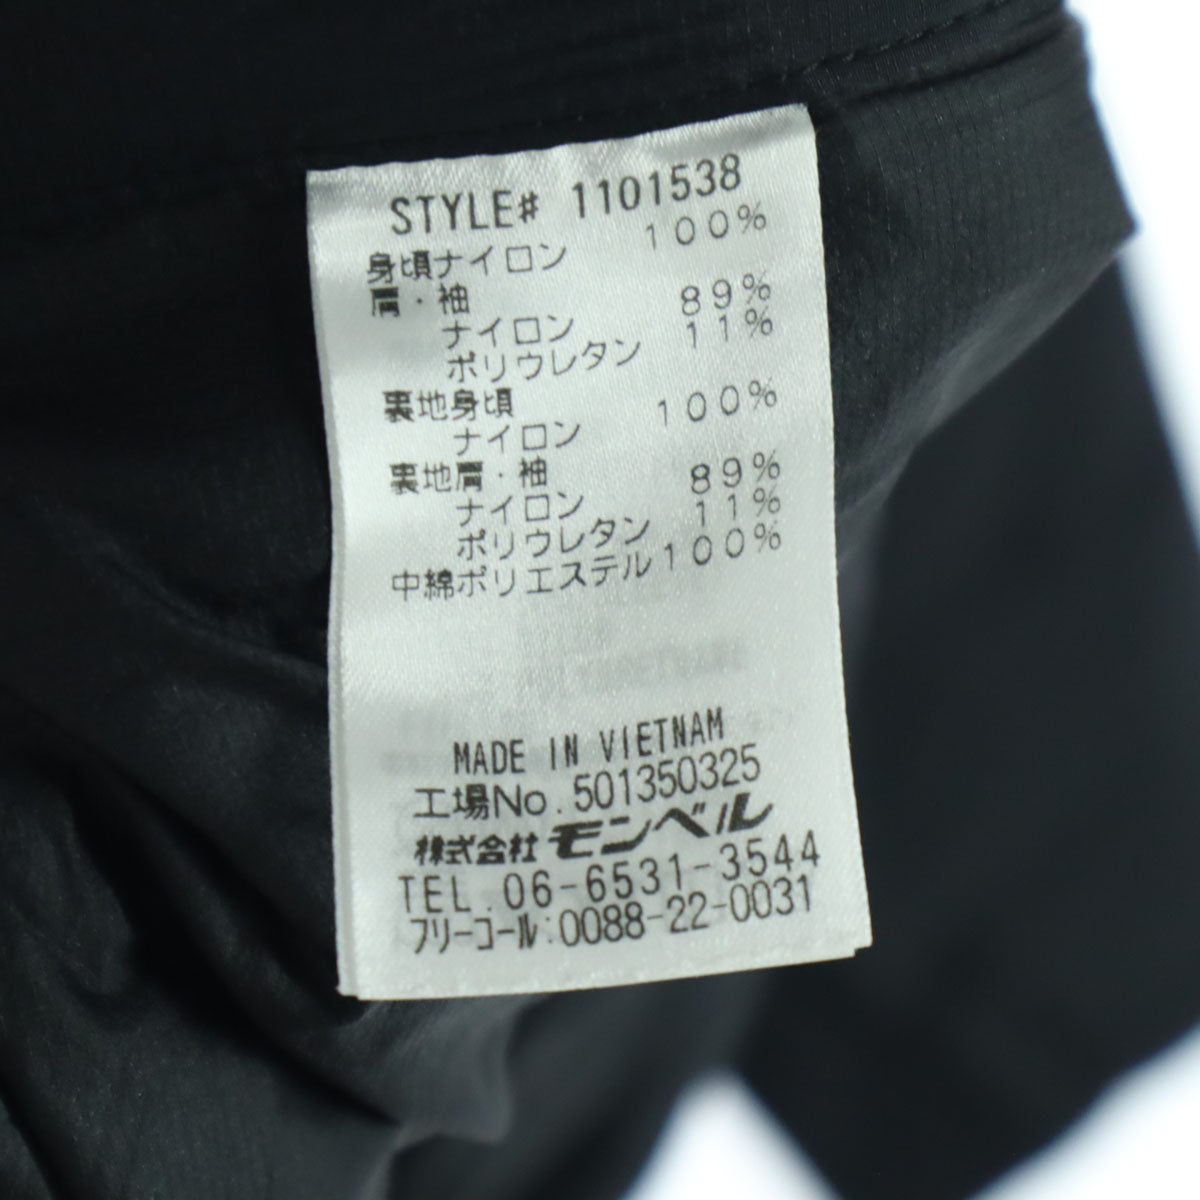 STYLE# 1101538
身頃ナイロン 100%
肩・袖
ナイロン 89%
ポリウレタン 11%
裏地身頃
ナイロン 100%
裏地肩・袖
ナイロン 89%
ポリウレタン 11%
中綿ポリエステル100%
MADE IN VIETNAM
工場No.501350325
株式会社モンベル
TEL.06-6531-3544
フリーコール:0088-22-0031